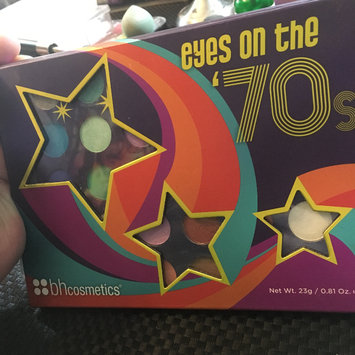 eyes on the
'70s
bhcosmetics®
Net Wt. 23g / 0.81 Oz.